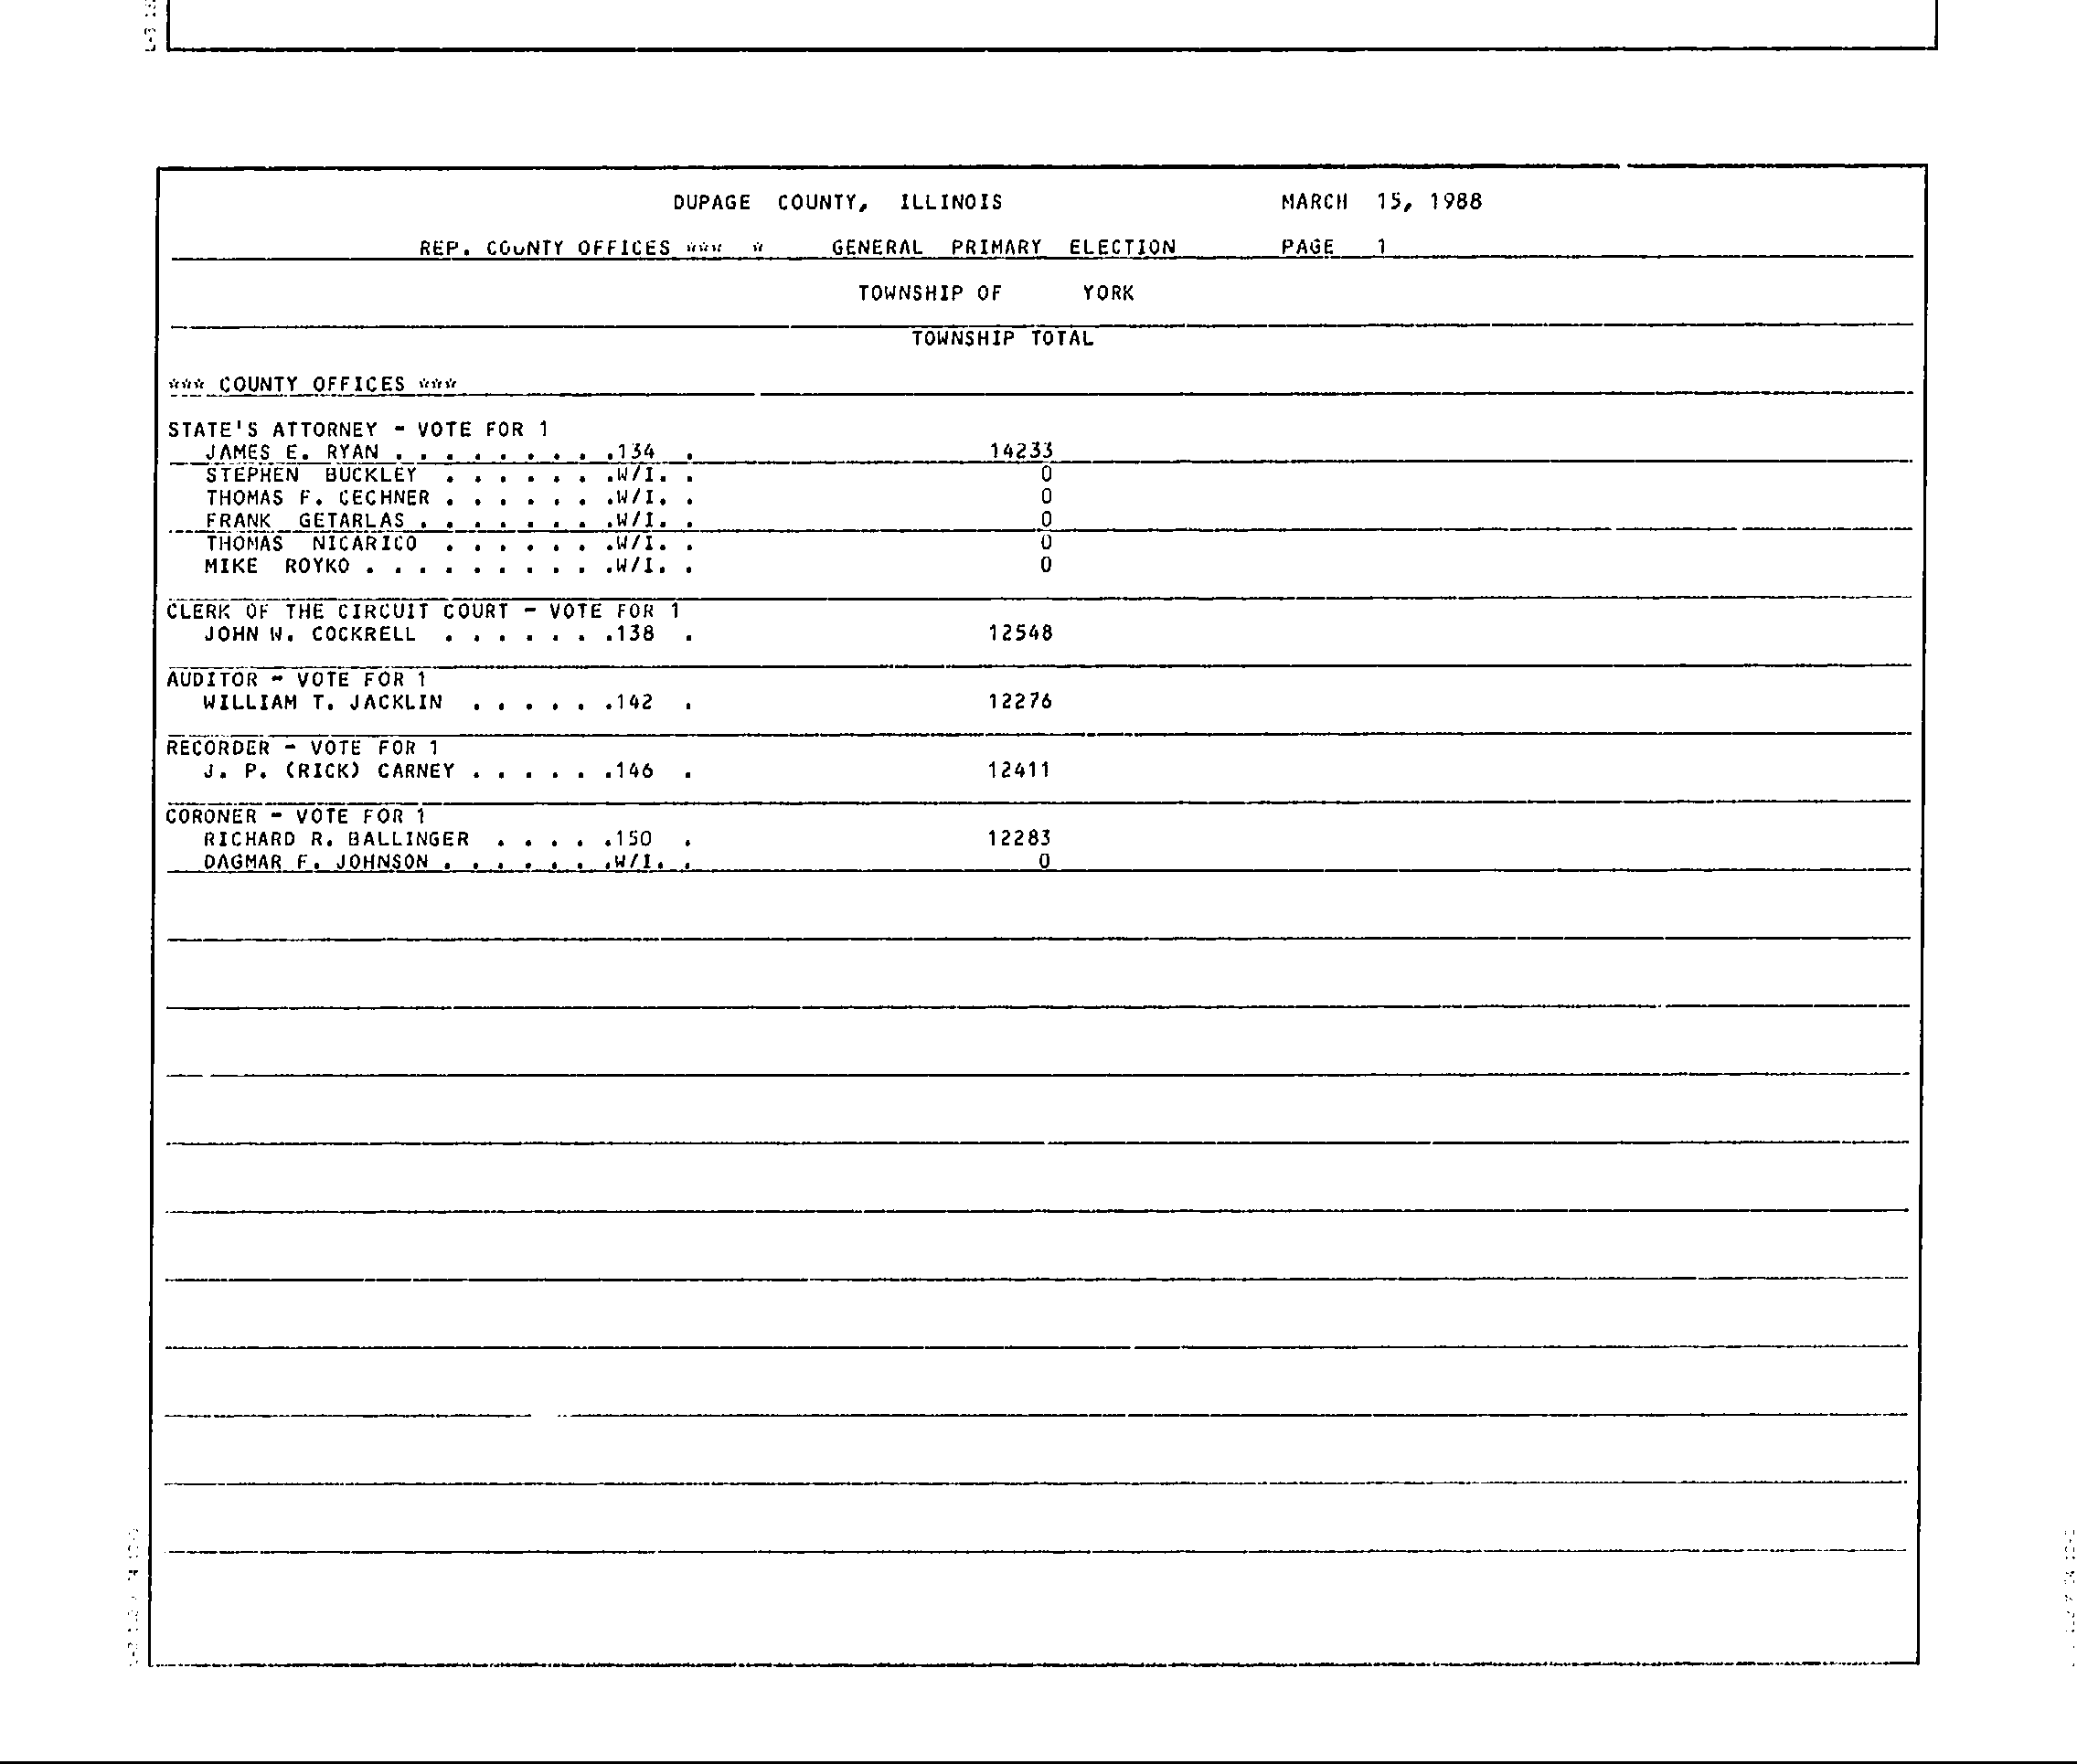 DUPAGE COUNTY, ILLINOIS MARCH 15, 1988
REP. COUNTY OFFICES *** * GENERAL PRIMARY ELECTION PAGE 1
TOWNSHIP OF YORK
TOWNSHIP TOTAL
*** COUNTY OFFICES ***
STATE'S ATTORNEY - VOTE FOR 1
JAMES E. RYAN . . . . . . . . .134 . 14233
STEPHEN BUCKLEY . . . . . . .W/I. . 0
THOMAS F. CECHNER . . . . . . .W/I. . 0
FRANK GETARLAS . . . . . . . .W/I. . 0
THOMAS NICARICO . . . . . . .W/I. . 0
MIKE ROYKO . . . . . . . . . .W/I. . 0
CLERK OF THE CIRCUIT COURT - VOTE FOR 1
JOHN W. COCKRELL . . . . . . .138 . 12548
AUDITOR - VOTE FOR 1
WILLIAM T. JACKLIN . . . . . .142 . 12276
RECORDER - VOTE FOR 1
J. P. (RICK) CARNEY . . . . . .146 . 12411
CORONER - VOTE FOR 1
RICHARD R. BALLINGER . . . . .150 . 12283
DAGMAR F. JOHNSON . . . . . . .W/I. . 0